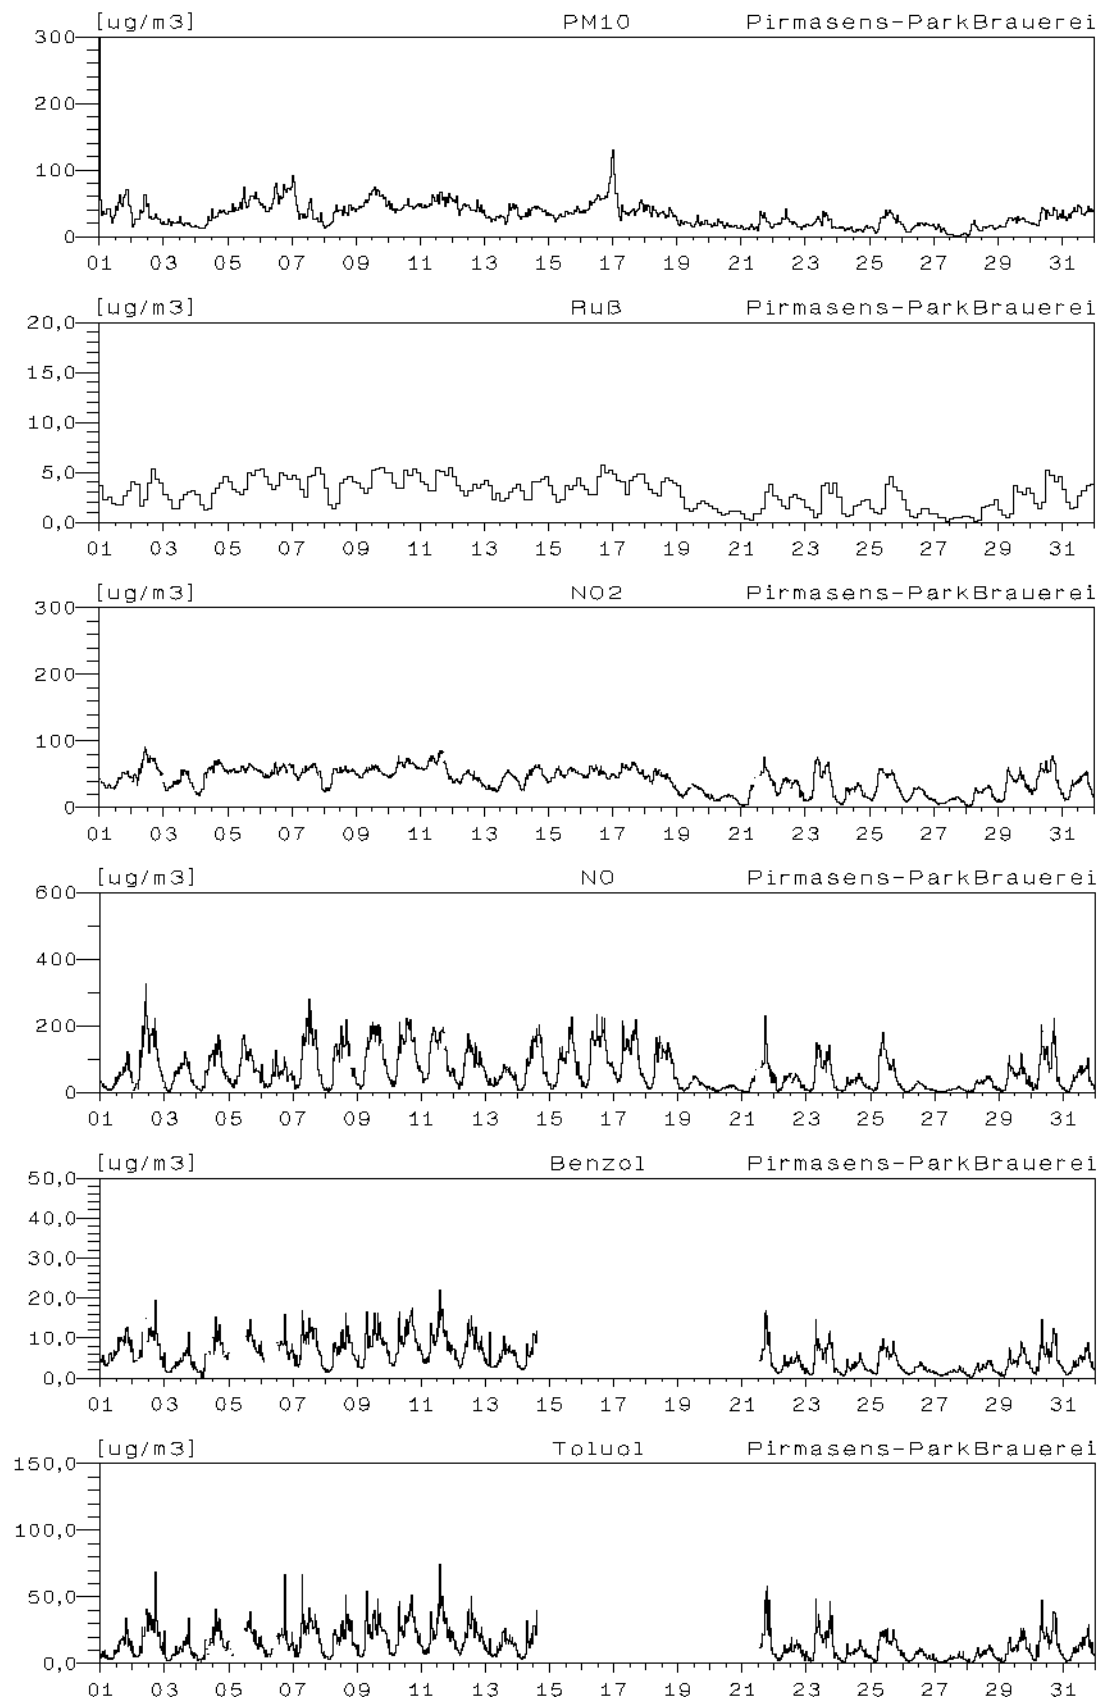 [ug/m3] PM10 Pirmasens-ParkBrauerei
300
200
100
0
01 03 05 07 09 11 13 15 17 19 21 23 25 27 29 31
[ug/m3] Ruß Pirmasens-ParkBrauerei
20,0
15,0
10,0
5,0
0,0
01 03 05 07 09 11 13 15 17 19 21 23 25 27 29 31
[ug/m3] NO2 Pirmasens-ParkBrauerei
300
200
100
0
01 03 05 07 09 11 13 15 17 19 21 23 25 27 29 31
[ug/m3] NO Pirmasens-ParkBrauerei
600
400
200
0
01 03 05 07 09 11 13 15 17 19 21 23 25 27 29 31
[ug/m3] Benzol Pirmasens-ParkBrauerei
50,0
40,0
30,0
20,0
10,0
0,0
01 03 05 07 09 11 13 15 17 19 21 23 25 27 29 31
[ug/m3] Toluol Pirmasens-ParkBrauerei
150,0
100,0
50,0
0,0
01 03 05 07 09 11 13 15 17 19 21 23 25 27 29 31